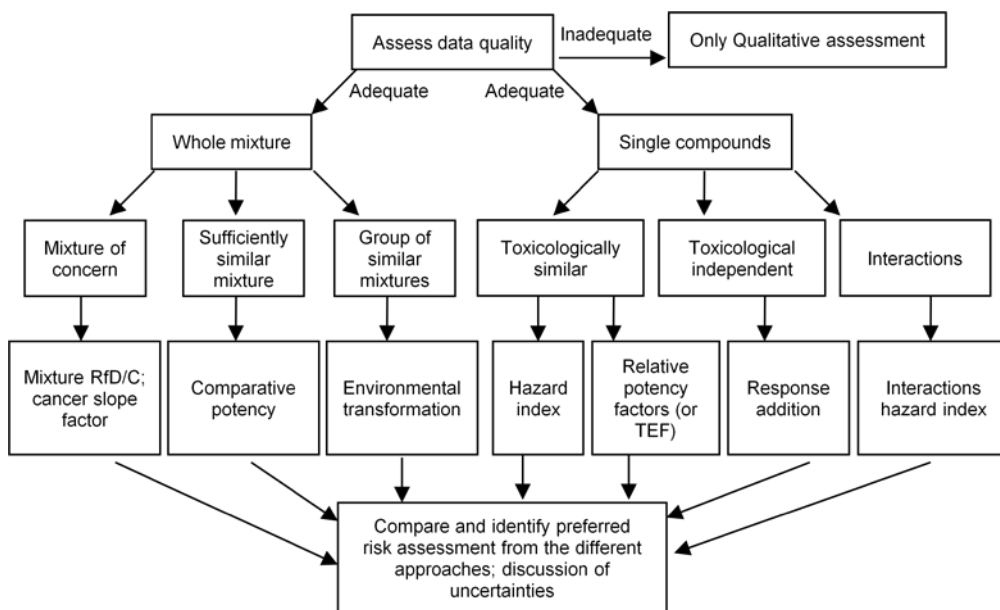 Assess data quality
Inadequate
Only Qualitative assessment
Adequate
Adequate
Whole mixture
Single compounds
Mixture of
concern
Sufficiently
similar
mixture
Group of
similar
mixtures
Toxicologically
similar
Toxicological
independent
Interactions
Mixture RfD/C;
cancer slope
factor
Comparative
potency
Environmental
transformation
Hazard
index
Relative
potency
factors (or
TEF)
Response
addition
Interactions
hazard index
Compare and identify preferred
risk assessment from the different
approaches; discussion of
uncertainties